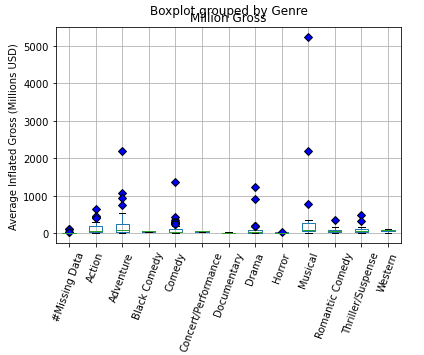 Boxplot grouped by Genre
Million Gross
Average Inflated Gross (Millions USD)
5000
4000
3000
2000
1000
0
#Missing Data
Action
Adventure
Black Comedy
Comedy
Concert/Performance
Documentary
Drama
Horror
Musical
Romantic Comedy
Thriller/Suspense
Western